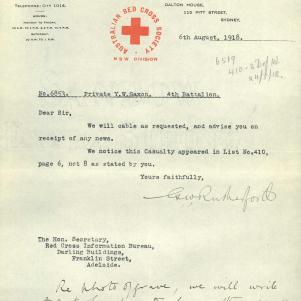 TELEPHONE: CITY 1014.
AUSTRALIAN RED CROSS SOCIETY
N.S.W. DIVISION
DALTON HOUSE,
115 PITT STREET,
SYDNEY.
6th August, 1918.
No.6853. Private V.W.Saxon. 4th Battalion.
Dear Sir,
We will cable as requested, and advise you on
receipt of any news.
We notice this Casualty appeared in List No.410,
page 6, not 8 as stated by you.
Yours faithfully,
The Hon. Secretary,
Red Cross Information Bureau,
Darling Buildings,
Franklin Street,
Adelaide.
Re photo of grave, we will write